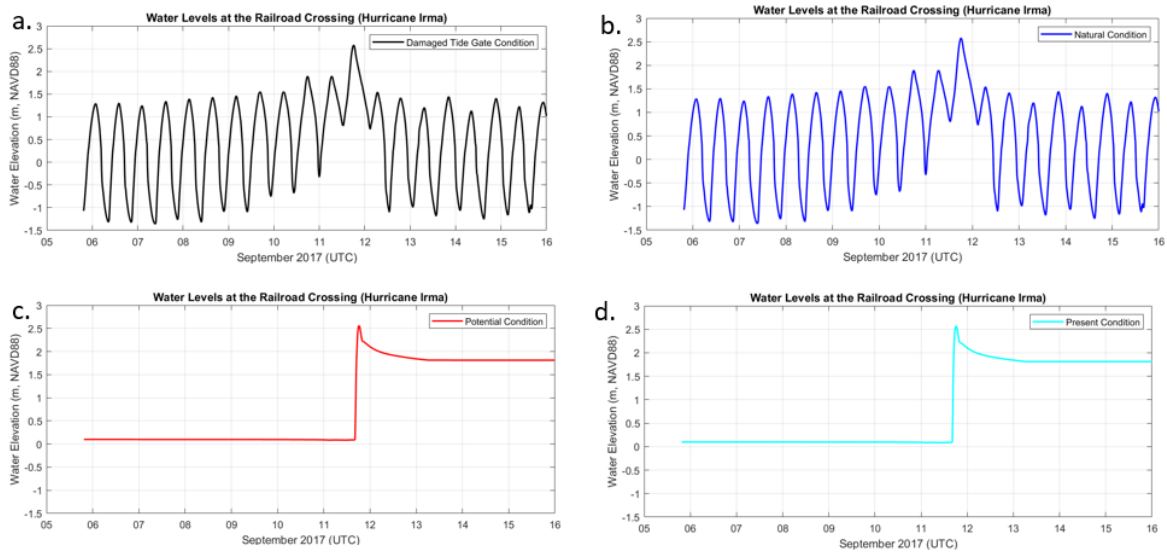 a.
Water Levels at the Railroad Crossing (Hurricane Irma)
Damaged Tide Gate Condition
Water Elevation (m, NAVD88)
3
2.5
2
1.5
1
0.5
0
-0.5
-1
-1.5
05 06 07 08 09 10 11 12 13 14 15 16
September 2017 (UTC)
b.
Water Levels at the Railroad Crossing (Hurricane Irma)
Natural Condition
Water Elevation (m, NAVD88)
3
2.5
2
1.5
1
0.5
0
-0.5
-1
-1.5
05 06 07 08 09 10 11 12 13 14 15 16
September 2017 (UTC)
c.
Water Levels at the Railroad Crossing (Hurricane Irma)
Potential Condition
Water Elevation (m, NAVD88)
3
2.5
2
1.5
1
0.5
0
-0.5
-1
-1.5
05 06 07 08 09 10 11 12 13 14 15 16
September 2017 (UTC)
d.
Water Levels at the Railroad Crossing (Hurricane Irma)
Present Condition
Water Elevation (m, NAVD88)
3
2.5
2
1.5
1
0.5
0
-0.5
-1
-1.5
05 06 07 08 09 10 11 12 13 14 15 16
September 2017 (UTC)